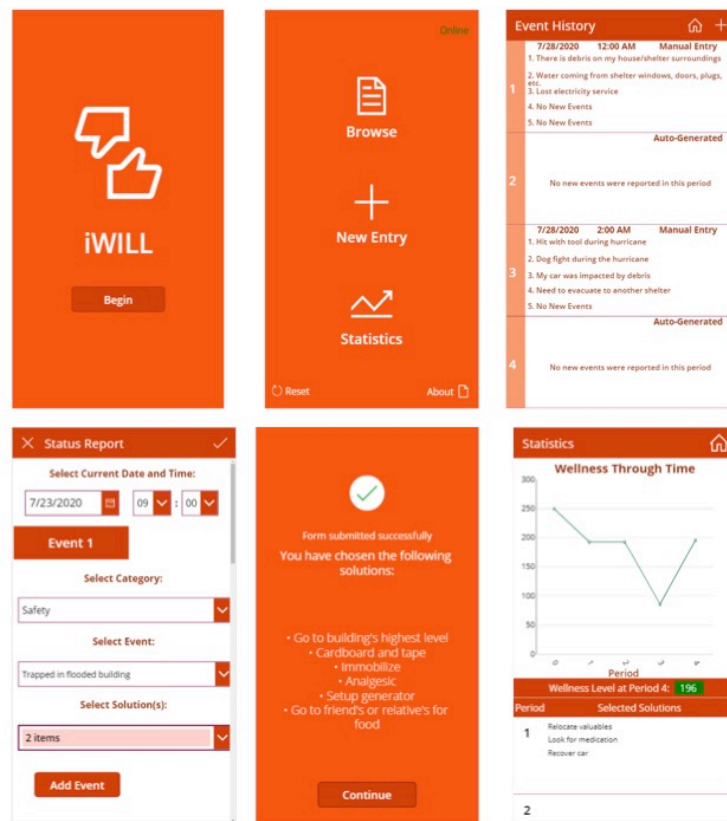 iWILL
Begin
Online
Browse
New Entry
Statistics
Reset
About
Event History
7/28/2020 12:00 AM Manual Entry
1. There is debris on my house/shelter surroundings
2. Water coming from shelter windows, doors, plugs,
etc.
3. Lost electricity service
4. No New Events
5. No New Events
1
Auto-Generated
2
No new events were reported in this period
7/28/2020 2:00 AM Manual Entry
1. Hit with tool during hurricane
2. Dog fight during the hurricane
3. My car was impacted by debris
4. Need to evacuate to another shelter
5. No New Events
3
Auto-Generated
4
No new events were reported in this period
Status Report
Select Current Date and Time:
7/23/2020 09 : 00
Event 1
Select Category:
Safety
Select Event:
Trapped in flooded building
Select Solution(s):
2 items
Add Event
Form submitted successfully
You have chosen the following
solutions:
• Go to building's highest level
• Cardboard and tape
• Immobilize
• Analgesic
• Setup generator
• Go to friend's or relative's for
food
Continue
Statistics
Wellness Through Time
300
250
200
150
100
50
0
0 1 2 3 4
Period
Wellness Level at Period 4: 196
Period Selected Solutions
1
Relocate valuables
Look for medication
Recover car
2